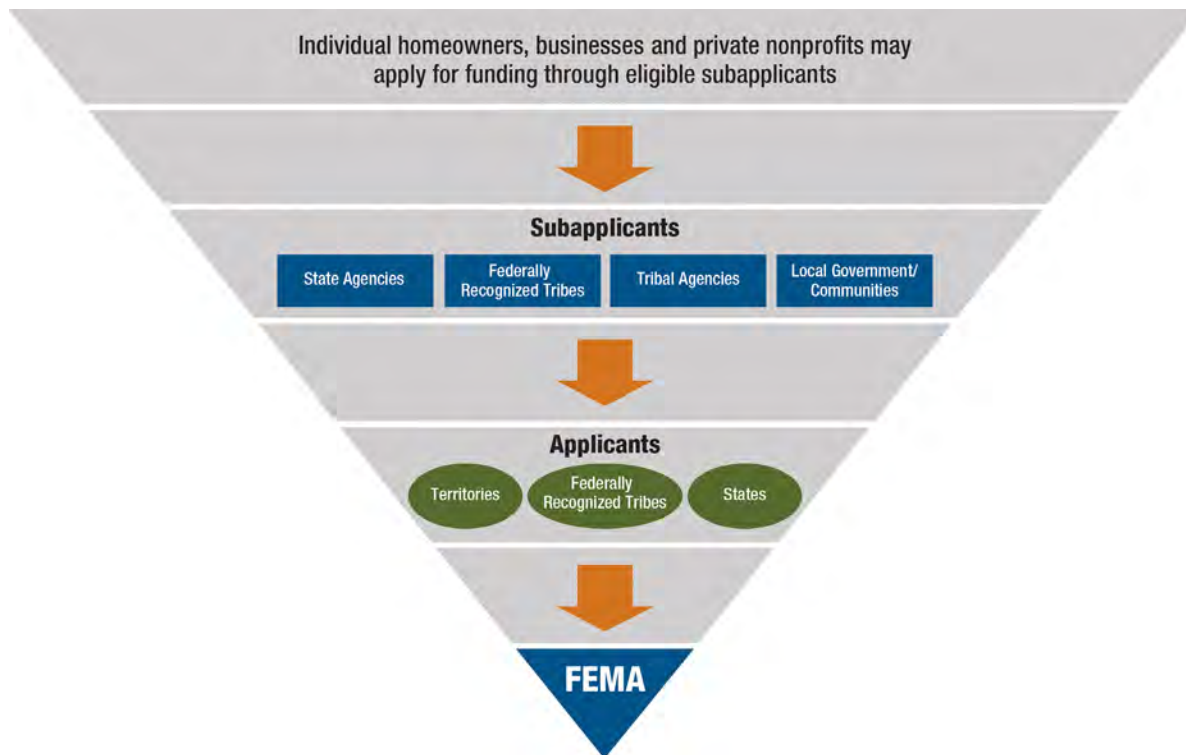 Individual homeowners, businesses and private nonprofits may
apply for funding through eligible subapplicants
Subapplicants
State Agencies
Federally
Recognized Tribes
Tribal Agencies
Local Government/
Communities
Applicants
Territories
Federally
Recognized Tribes
States
FEMA